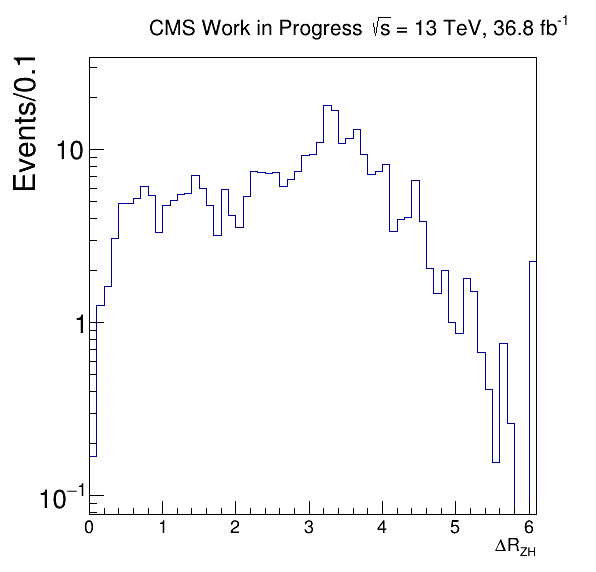 CMS Work in Progress √s = 13 TeV, 36.8 fb⁻¹
Events/0.1
10
1
10⁻¹
0 1 2 3 4 5 6
ΔR_ZH